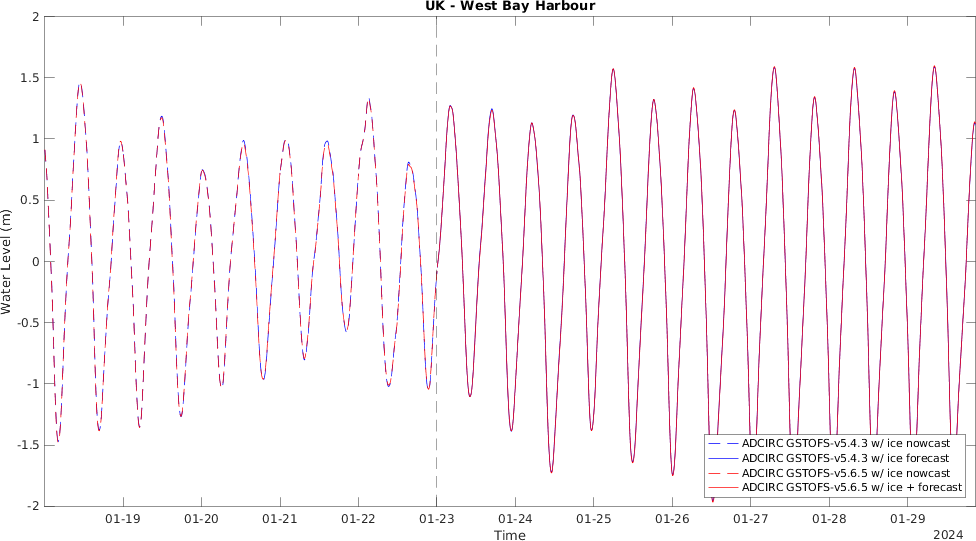 UK - West Bay Harbour
2
1.5
1
0.5
0
-0.5
-1
-1.5
-2
Water Level (m)
ADCIRC GSTOFS-v5.4.3 w/ ice nowcast
ADCIRC GSTOFS-v5.4.3 w/ ice forecast
ADCIRC GSTOFS-v5.6.5 w/ ice nowcast
ADCIRC GSTOFS-v5.6.5 w/ ice + forecast
01-19 01-20 01-21 01-22 01-23 01-24 01-25 01-26 01-27 01-28 01-29
Time
2024